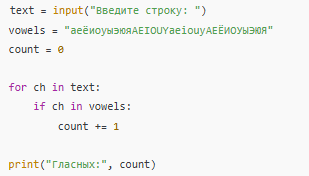 text = input("Введите строку: ")
vowels = "аеёиоуыэюяAEIOUYaeiouyАЕЁИОУЫЭЮЯ"
count = 0
for ch in text:
if ch in vowels:
count += 1
print("Гласных:", count)